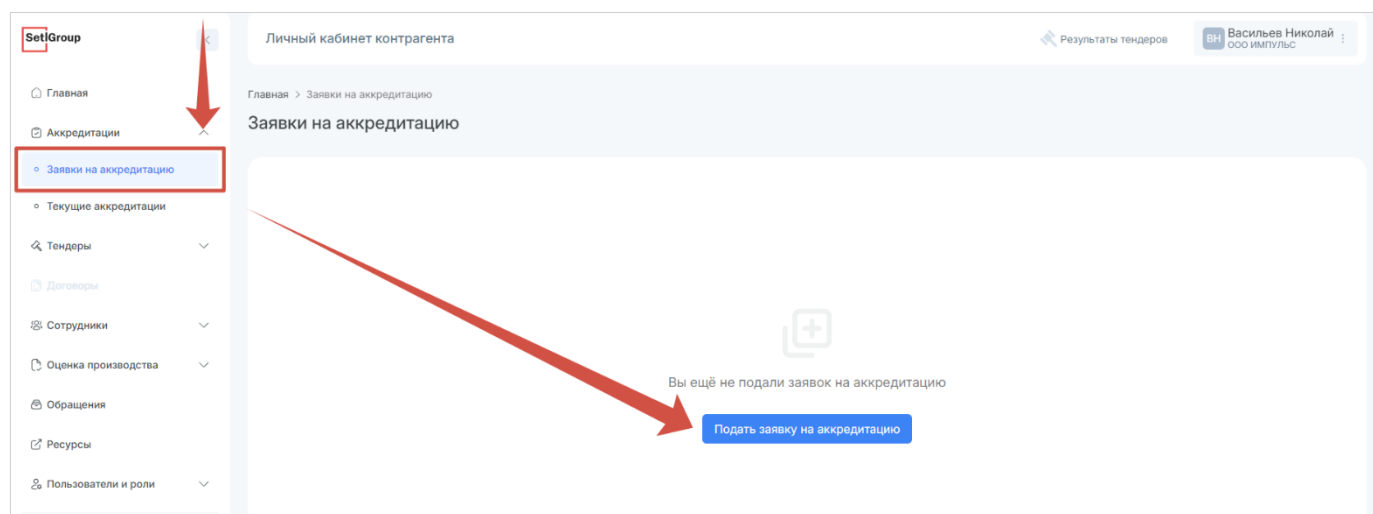 SetlGroup
Личный кабинет контрагента
Результаты тендеров
ВН
Васильев Николай
ООО ИМПУЛЬС
Главная
Аккредитации
Заявки на аккредитацию
Текущие аккредитации
Тендеры
Договоры
Сотрудники
Оценка производства
Обращения
Ресурсы
Пользователи и роли
Главная > Заявки на аккредитацию
Заявки на аккредитацию
Вы ещё не подали заявок на аккредитацию
Подать заявку на аккредитацию